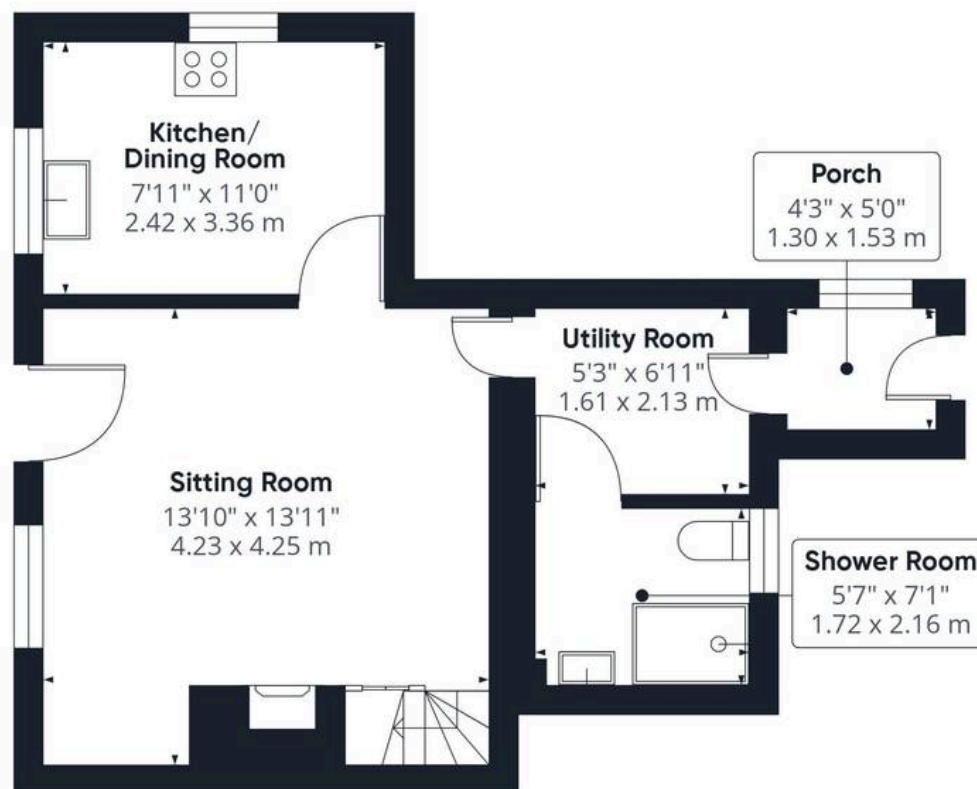 Kitchen/
Dining Room
7'11" x 11'0"
2.42 x 3.36 m
Porch
4'3" x 5'0"
1.30 x 1.53 m
Utility Room
5'3" x 6'11"
1.61 x 2.13 m
Sitting Room
13'10" x 13'11"
4.23 x 4.25 m
Shower Room
5'7" x 7'1"
1.72 x 2.16 m